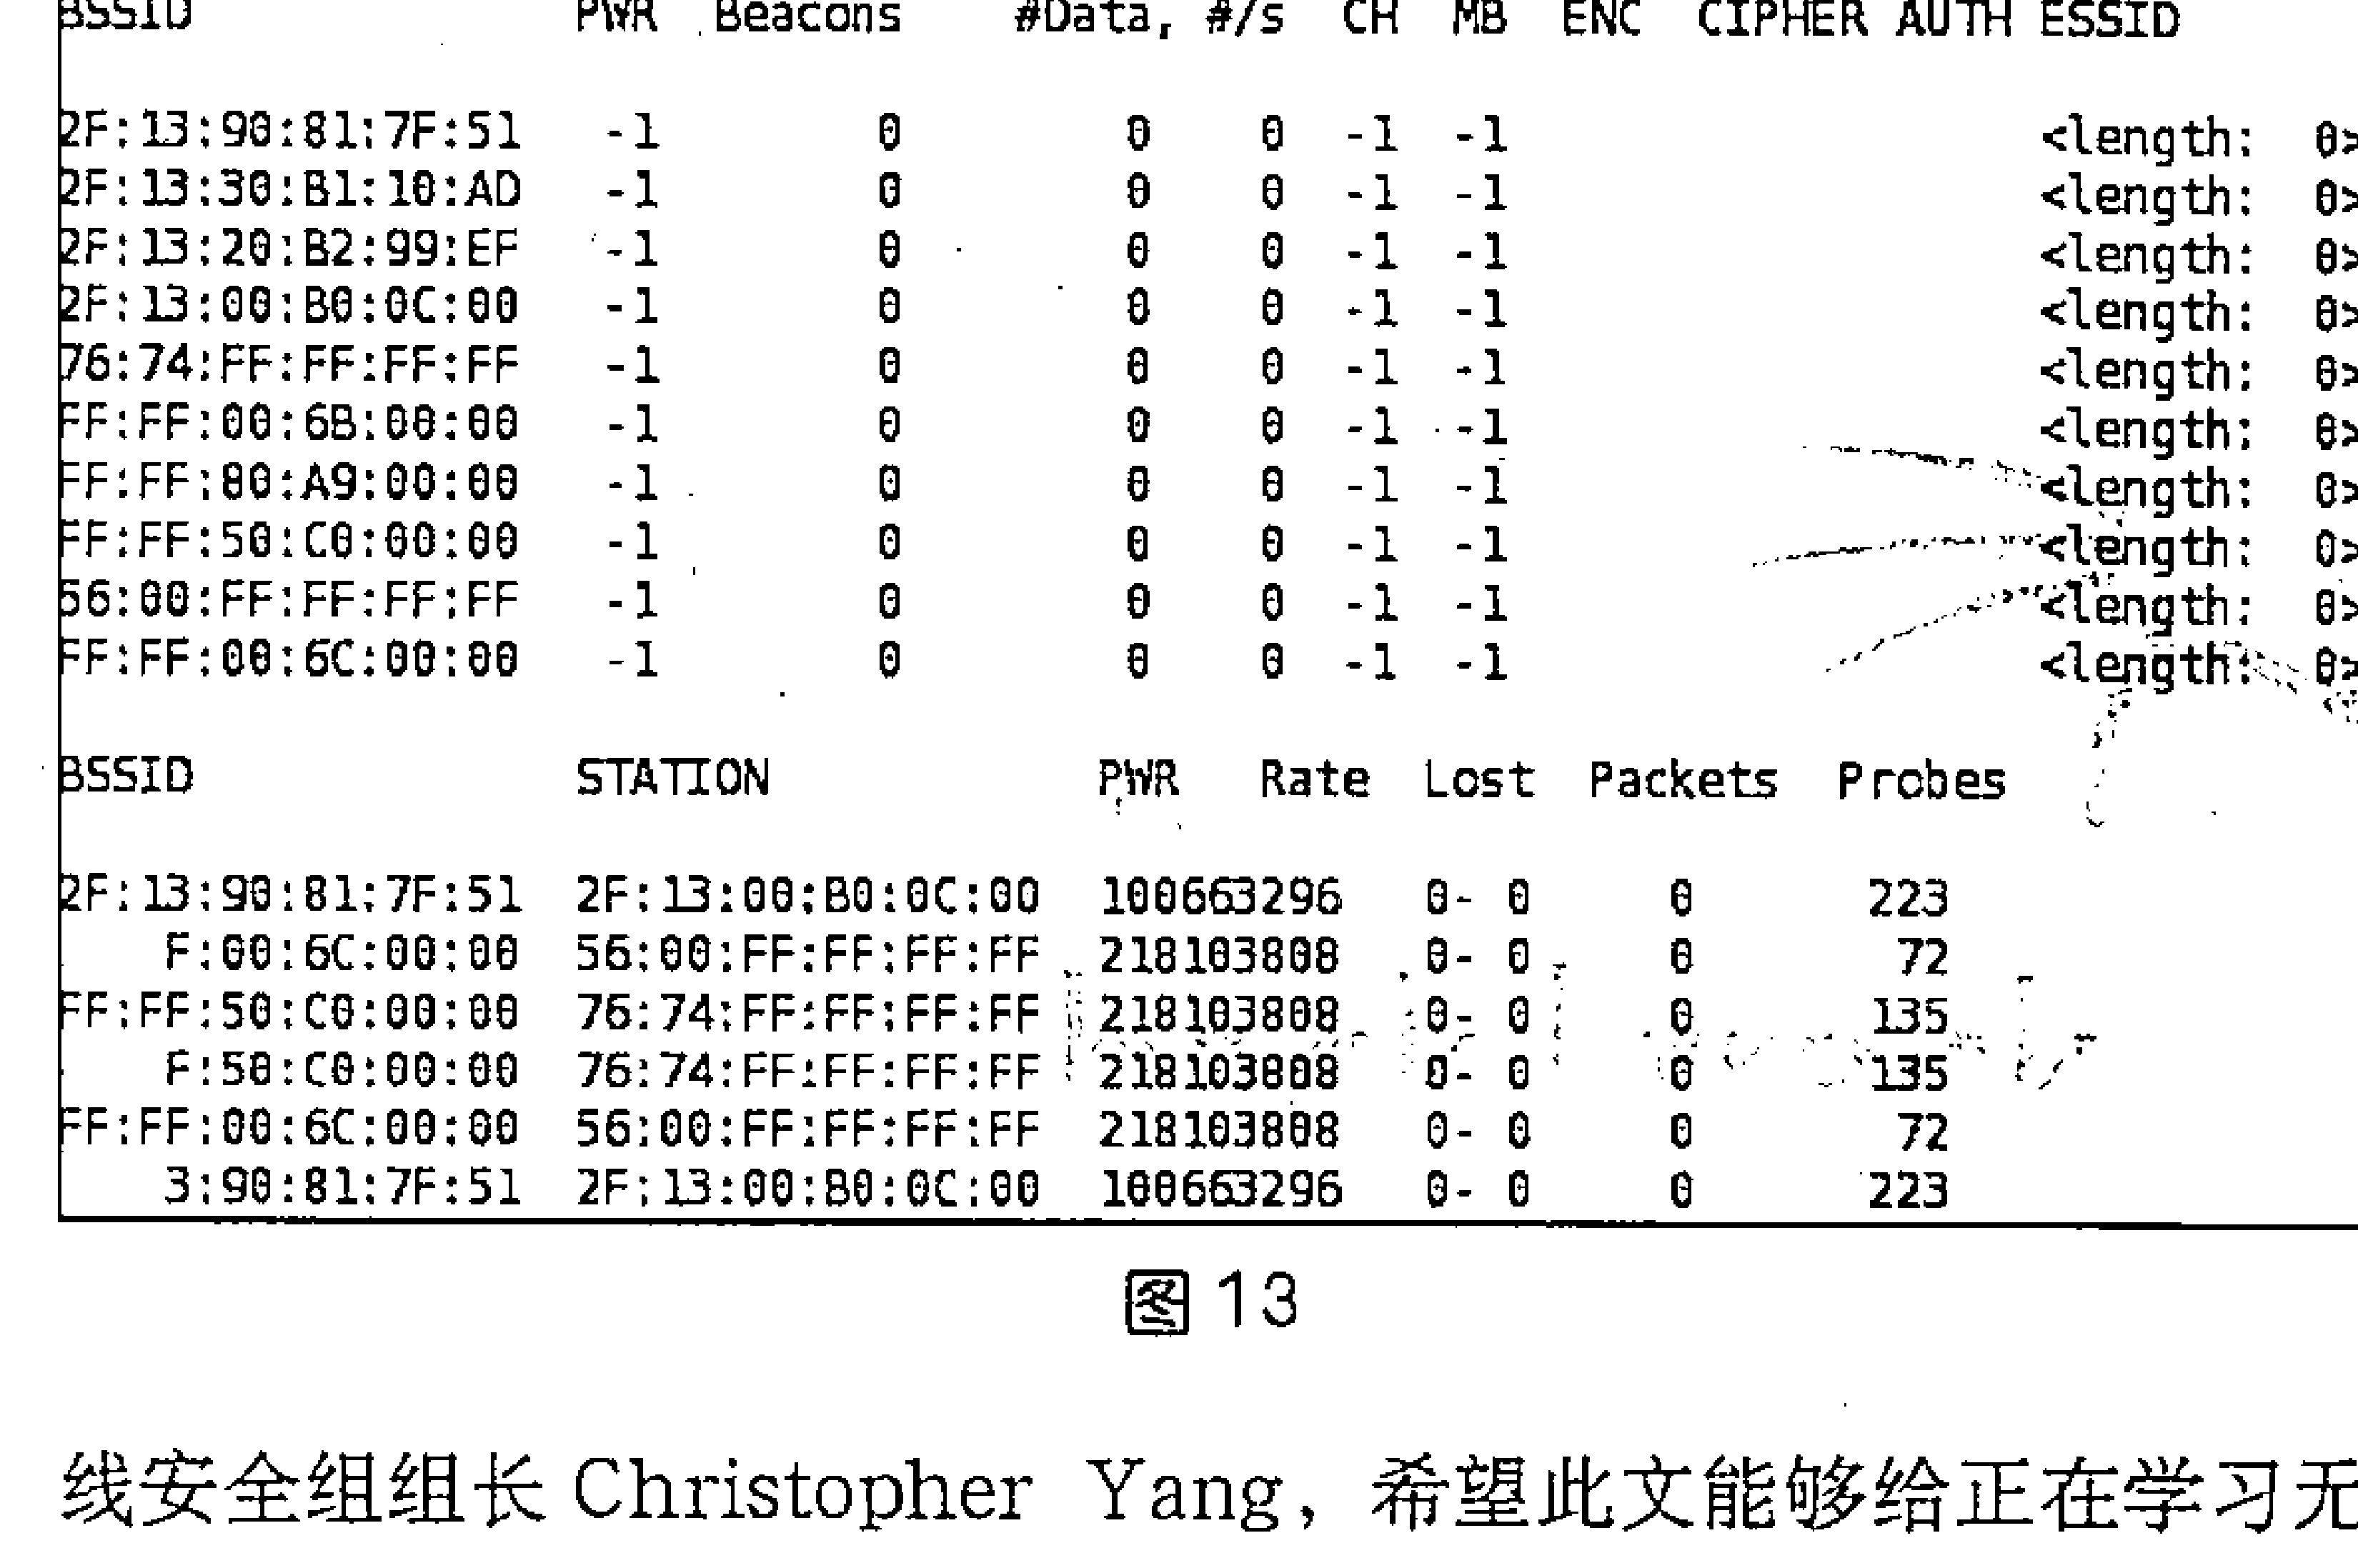 BSSID PWR Beacons #Data, #/s CH MB ENC CIPHER AUTH ESSID
2F:13:90:81:7F:51 -1 0 0 0 -1 -1 <length: 0>
2F:13:30:B1:10:AD -1 0 0 0 -1 -1 <length: 0>
2F:13:20:B2:99:EF -1 0 0 0 -1 -1 <length: 0>
2F:13:00:B0:0C:00 -1 0 0 0 -1 -1 <length: 0>
76:74:FF:FF:FF:FF -1 0 0 0 -1 -1 <length: 0>
FF:FF:00:6B:00:00 -1 0 0 0 -1 -1 <length: 0>
FF:FF:80:A9:00:00 -1 0 0 0 -1 -1 <length: 0>
FF:FF:50:C0:00:00 -1 0 0 0 -1 -1 <length: 0>
56:00:FF:FF:FF:FF -1 0 0 0 -1 -1 <length: 0>
FF:FF:00:6C:00:00 -1 0 0 0 -1 -1 <length: 0>
BSSID STATION PWR Rate Lost Packets Probes
2F:13:90:81:7F:51 2F:13:00:B0:0C:00 100663296 0- 0 0 223
F:00:6C:00:00 56:00:FF:FF:FF:FF 218103808 0- 0 0 72
FF:FF:50:C0:00:00 76:74:FF:FF:FF:FF 218103808 0- 0 0 135
F:50:C0:00:00 76:74:FF:FF:FF:FF 218103808 0- 0 0 135
FF:FF:00:6C:00:00 56:00:FF:FF:FF:FF 218103808 0- 0 0 72
3:90:81:7F:51 2F:13:00:B0:0C:00 100663296 0- 0 0 223
图 13
线安全组组长 Christopher Yang，希望此文能够给正在学习无